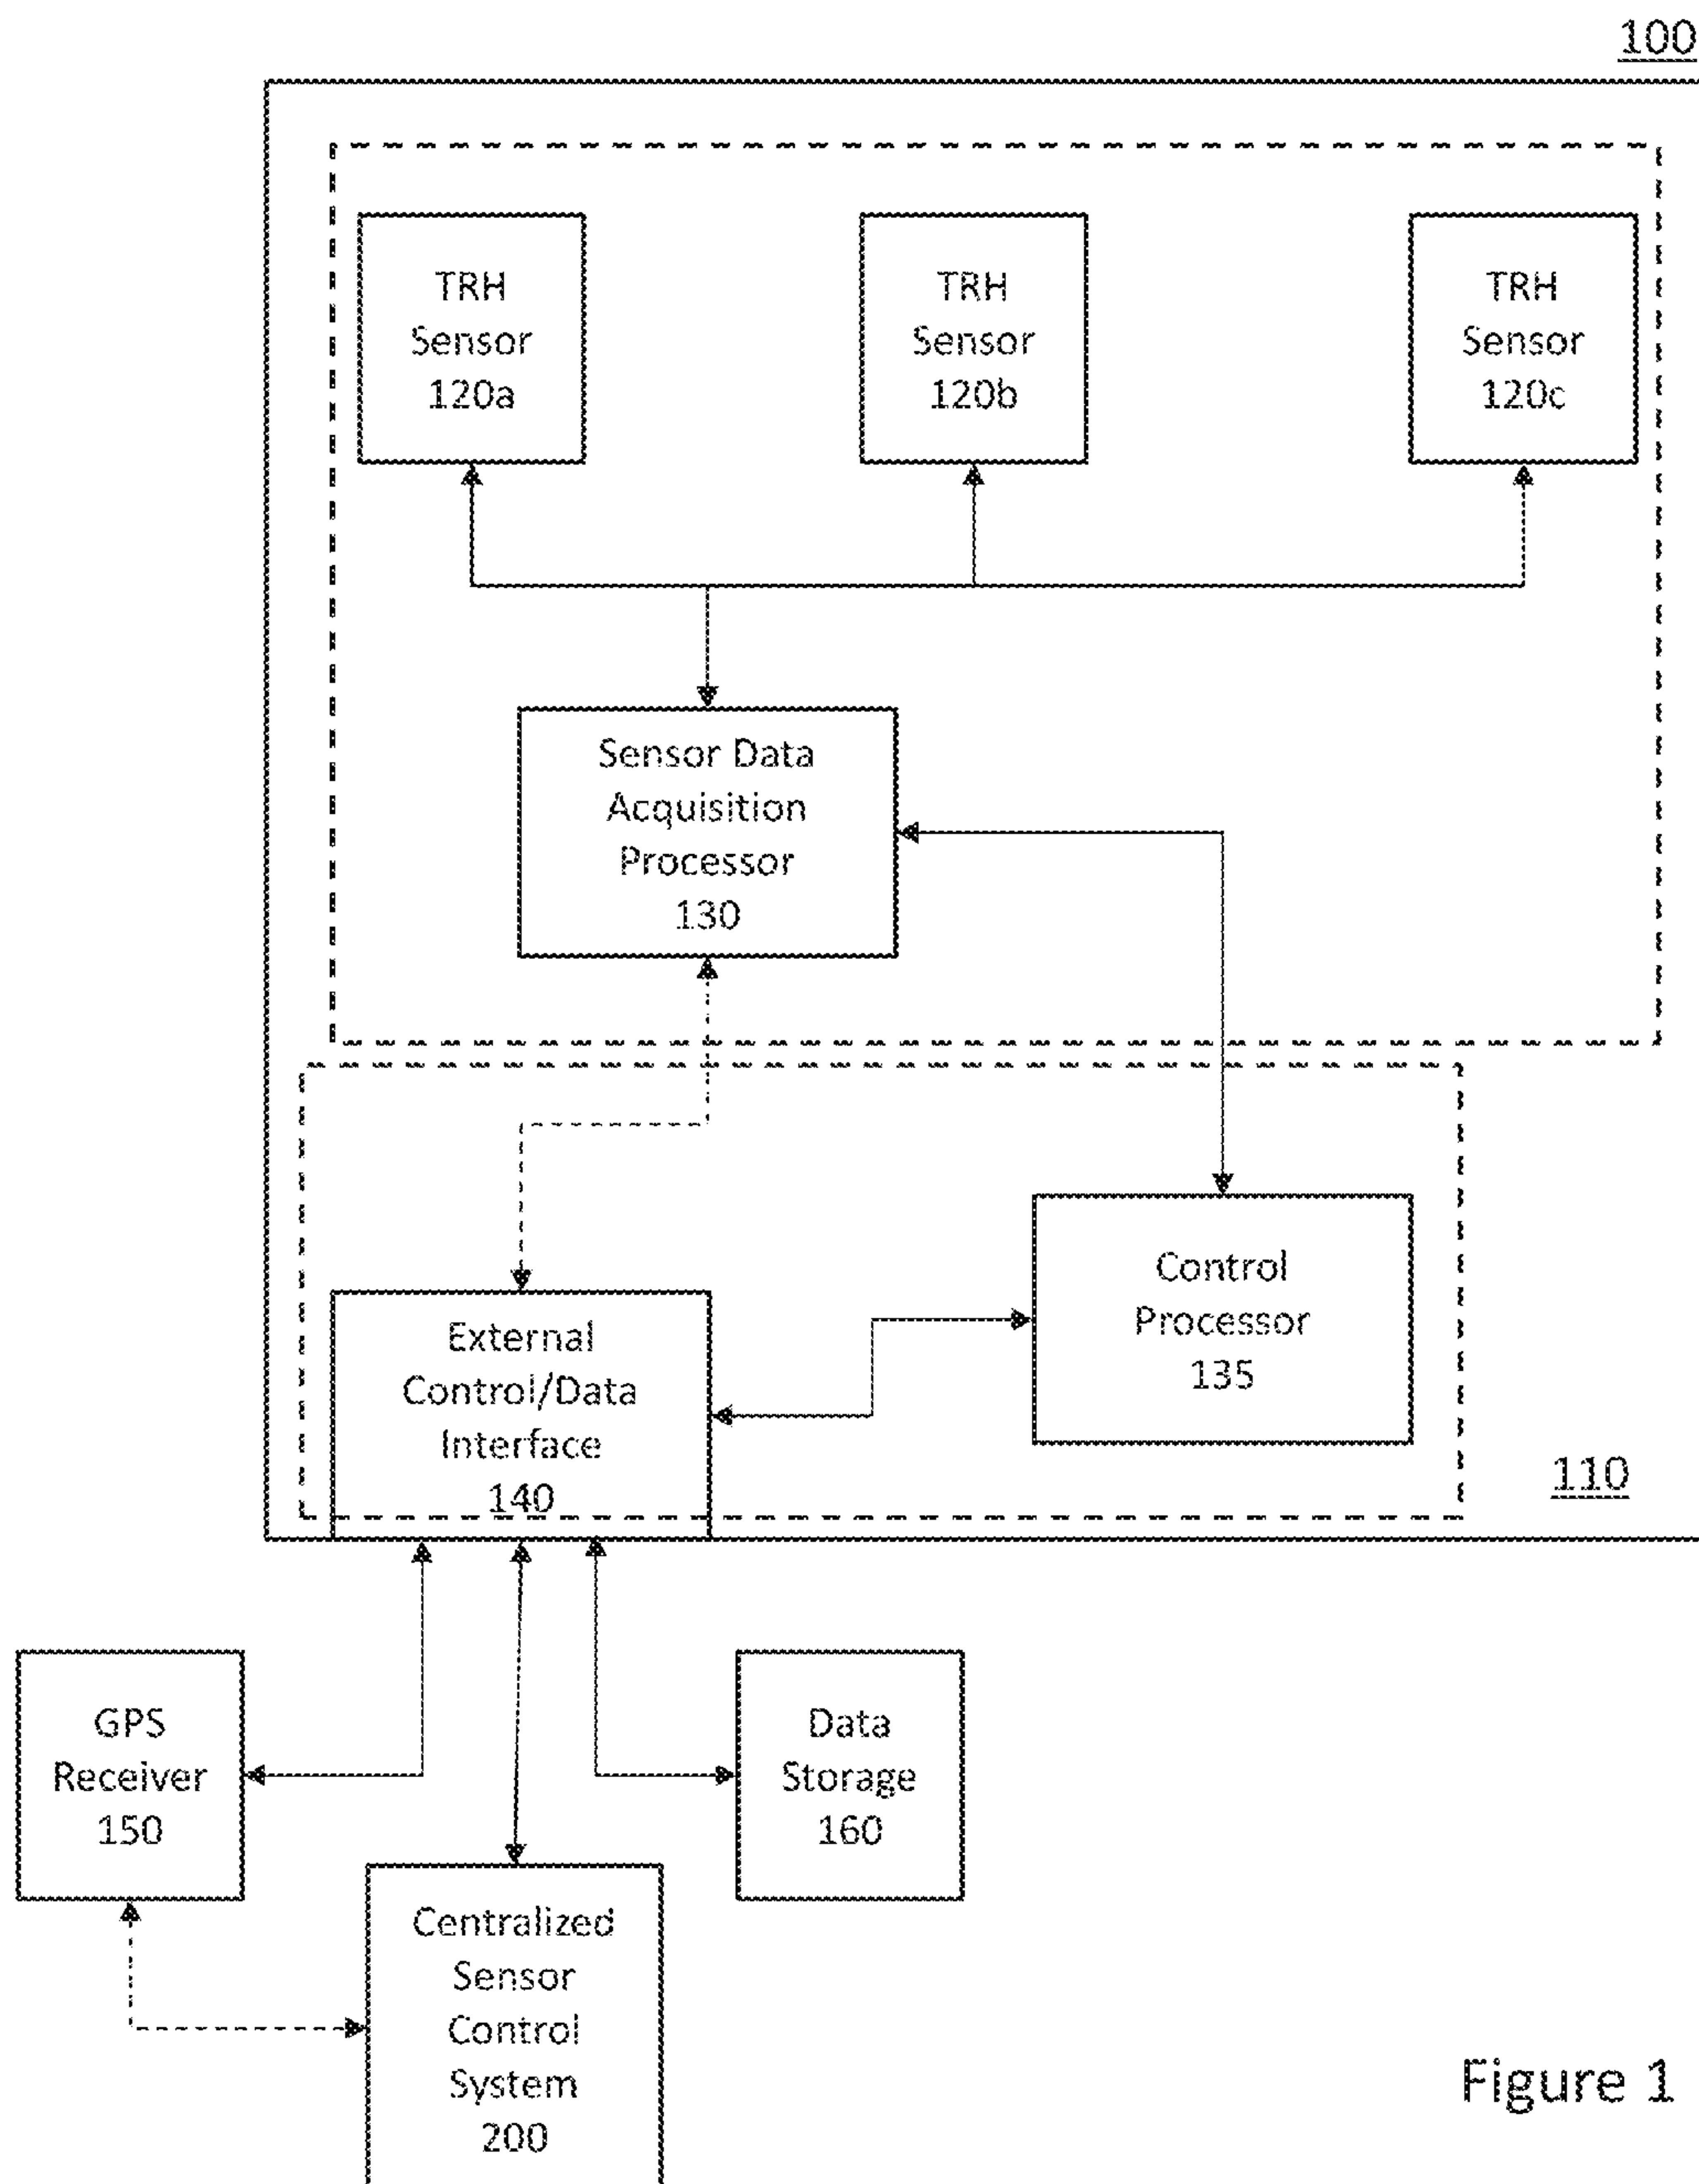 100
TRH
Sensor
120a
TRH
Sensor
120b
TRH
Sensor
120c
Sensor Data
Acquisition
Processor
130
Control
Processor
135
External
Control/Data
Interface
140
110
GPS
Receiver
150
Data
Storage
160
Centralized
Sensor
Control
System
200
Figure 1